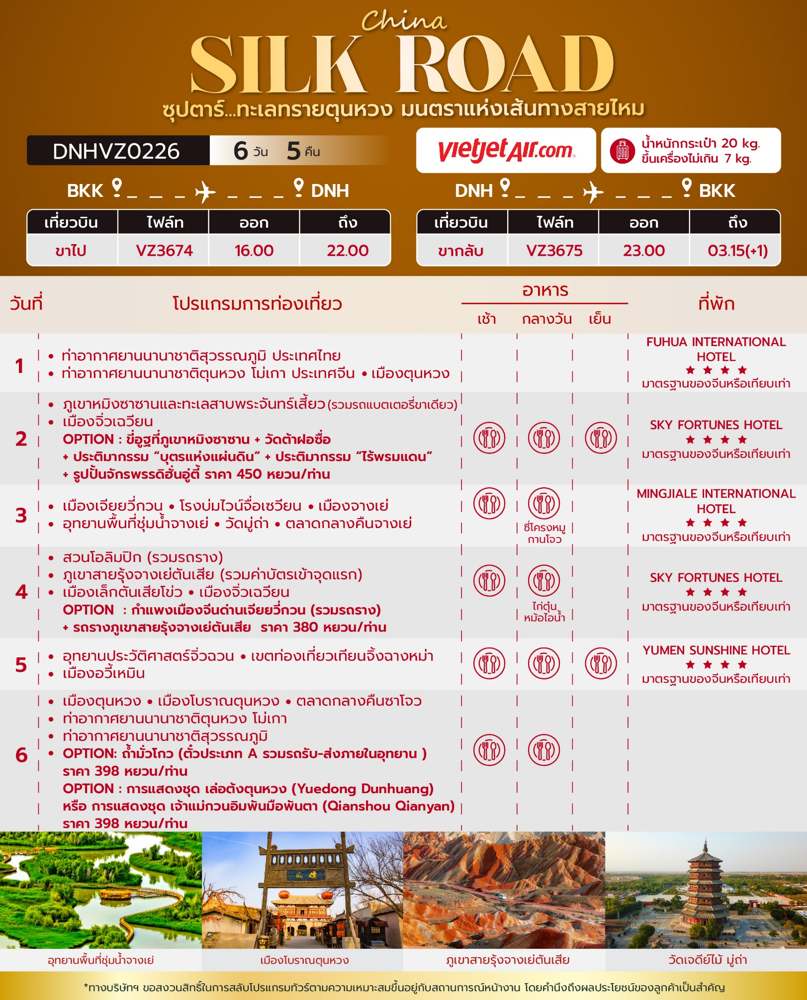 China
SILK ROAD
ซุปตาร์...ทะเลทรายตุนหวง มนตราแห่งเส้นทางสายไหม
DNHVZ0226 6 วัน 5 คืน
vietjetAir.com
น้ำหนักกระเป๋า 20 kg.
ขึ้นเครื่องไม่เกิน 7 kg.
BKK DNH
เที่ยวบิน ไฟล์ท ออก ถึง
ขาไป VZ3674 16.00 22.00
DNH BKK
เที่ยวบิน ไฟล์ท ออก ถึง
ขากลับ VZ3675 23.00 03.15(+1)
วันที่ โปรแกรมการท่องเที่ยว อาหาร ที่พัก
เช้า กลางวัน เย็น
1
• ท่าอากาศยานนานาชาติสุวรรณภูมิ ประเทศไทย
• ท่าอากาศยานนานาชาติตุนหวง โม่เกา ประเทศจีน • เมืองตุนหวง
FUHUA INTERNATIONAL
HOTEL
★ ★ ★ ★
มาตรฐานของจีนหรือเทียบเท่า
2
• ภูเขาหมิงซาซานและทะเลสาบพระจันทร์เสี้ยว (รวมรถแบตเตอรี่ขาเดียว)
• เมืองจิ่วเฉวียน
OPTION : ขี่อูฐที่ภูเขาหมิงซาซาน + วัดต้าฝอซื่อ
+ ประติมากรรม “บุตรแห่งแผ่นดิน” + ประติมากรรม “ไร้พรมแดน”
+ รูปปั้นจักรพรรดิฮั่นอู่ตี้ ราคา 450 หยวน/ท่าน
SKY FORTUNES HOTEL
★ ★ ★ ★
มาตรฐานของจีนหรือเทียบเท่า
3
• เมืองเจียยวี่กวน • โรงบ่มไวน์จื่อเซวียน • เมืองจางเย่
• อุทยานพื้นที่ชุ่มน้ำจางเย่ • วัดมู่ถ่า • ตลาดกลางคืนจางเย่
ซี่โครงหมู
กานโจว
MINGJIALE INTERNATIONAL
HOTEL
★ ★ ★ ★
มาตรฐานของจีนหรือเทียบเท่า
4
• สวนโอลิมปิก (รวมรถราง)
• ภูเขาสายรุ้งจางเย่ตันเสีย (รวมค่าบัตรเข้าจุดแรก)
• เมืองเล็กตันเสียโข่ว • เมืองจิ่วเฉวียน
OPTION : กำแพงเมืองจีนด่านเจียยวี่กวน (รวมรถราง)
+ รถรางภูเขาสายรุ้งจางเย่ตันเสีย ราคา 380 หยวน/ท่าน
ไก่ตุ๋น
หม้อไอน้ำ
SKY FORTUNES HOTEL
★ ★ ★ ★
มาตรฐานของจีนหรือเทียบเท่า
5
• อุทยานประวัติศาสตร์จิ่วฉวน • เขตท่องเที่ยวเทียนจิ้งฉางหม่า
• เมืองอวี้เหมิน
YUMEN SUNSHINE HOTEL
★ ★ ★ ★
มาตรฐานของจีนหรือเทียบเท่า
6
• เมืองตุนหวง • เมืองโบราณตุนหวง • ตลาดกลางคืนซาโจว
• ท่าอากาศยานนานาชาติตุนหวง โม่เกา
• ท่าอากาศยานนานาชาติสุวรรณภูมิ
• OPTION: ถ้ำมั่วโกว (ตั๋วประเภท A รวมรถรับ-ส่งภายในอุทยาน )
ราคา 398 หยวน/ท่าน
OPTION : การแสดงชุด เล่อต้งตุนหวง (Yuedong Dunhuang)
หรือ การแสดงชุด เจ้าแม่กวนอิมพันมือพันตา (Qianshou Qianyan)
ราคา 398 หยวน/ท่าน
อุทยานพื้นที่ชุ่มน้ำจางเย่
เมืองโบราณตุนหวง
ภูเขาสายรุ้งจางเย่ตันเสีย
วัดเจดีย์ไม้ มู่ถ่า
*ทางบริษัทฯ ขอสงวนสิทธิ์ในการสลับโปรแกรมทัวร์ตามความเหมาะสมขึ้นอยู่กับสถานการณ์หน้างาน โดยคำนึงถึงผลประโยชน์ของลูกค้าเป็นสำคัญ